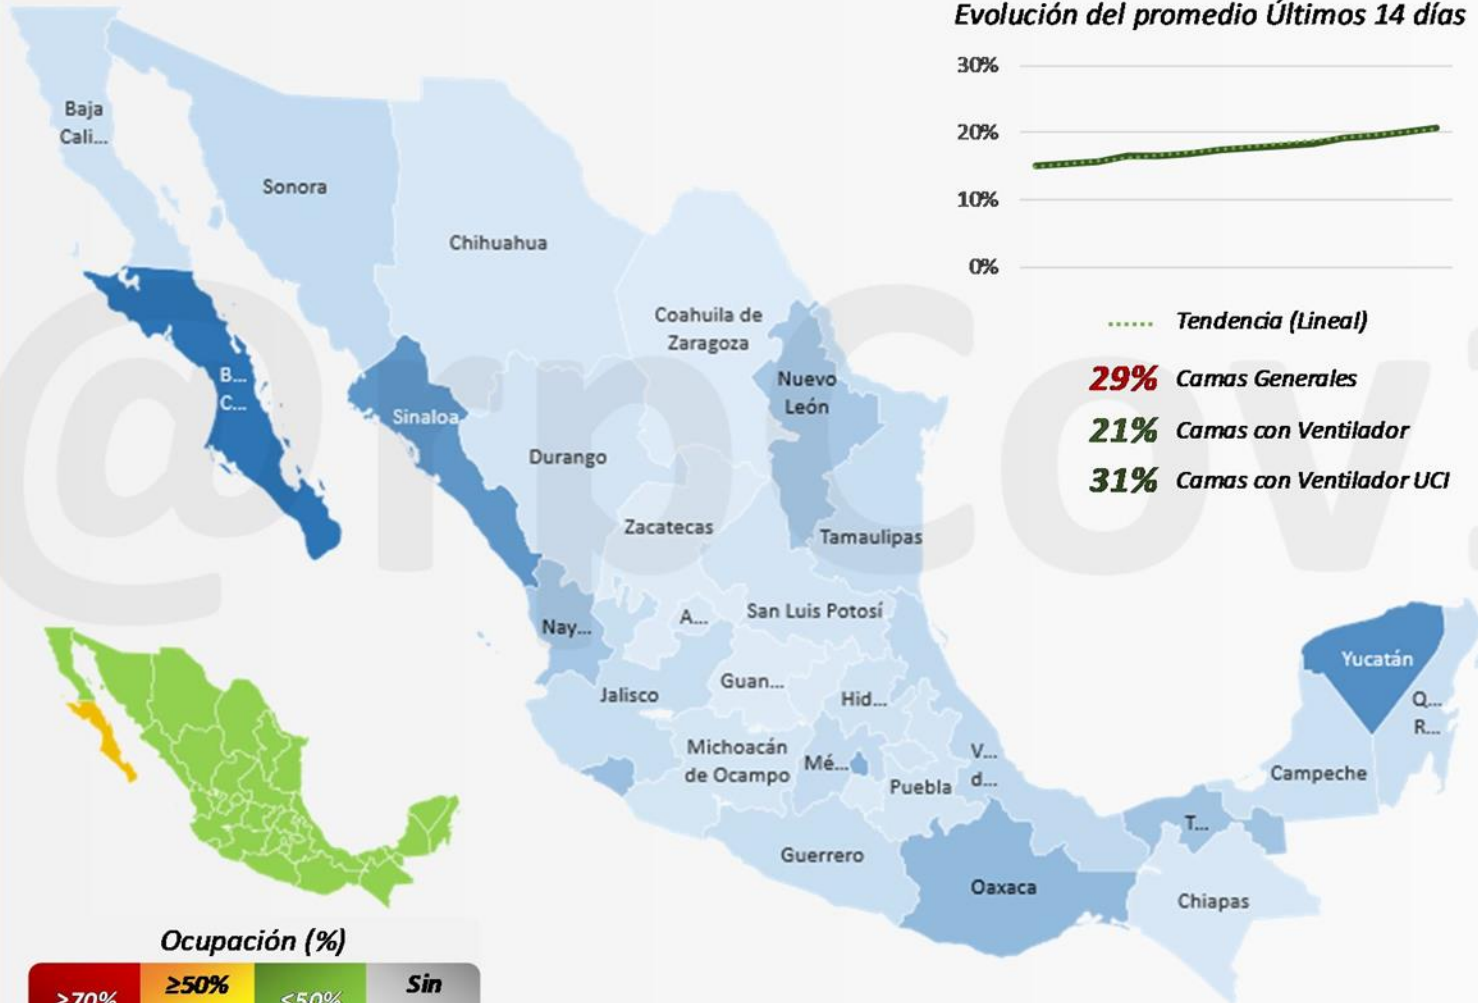 Evolución del promedio Últimos 14 días
30%
20%
10%
0%
Tendencia (Lineal)
29% Camas Generales
21% Camas con Ventilador
31% Camas con Ventilador UCI
Baja
Cali...
Sonora
Chihuahua
Coahuila de
Zaragoza
B...
C...
Nuevo
León
Sinaloa
Durango
Zacatecas
Tamaulipas
San Luis Potosí
A...
Nay...
Jalisco
Guan...
Hid...
Yucatán
Q...
R...
Michoacán
de Ocampo
Mé...
Puebla
V...
d...
Campeche
T...
Guerrero
Oaxaca
Chiapas
@rpCov
Ocupación (%)
≥70%
≥50%
<50%
Sin